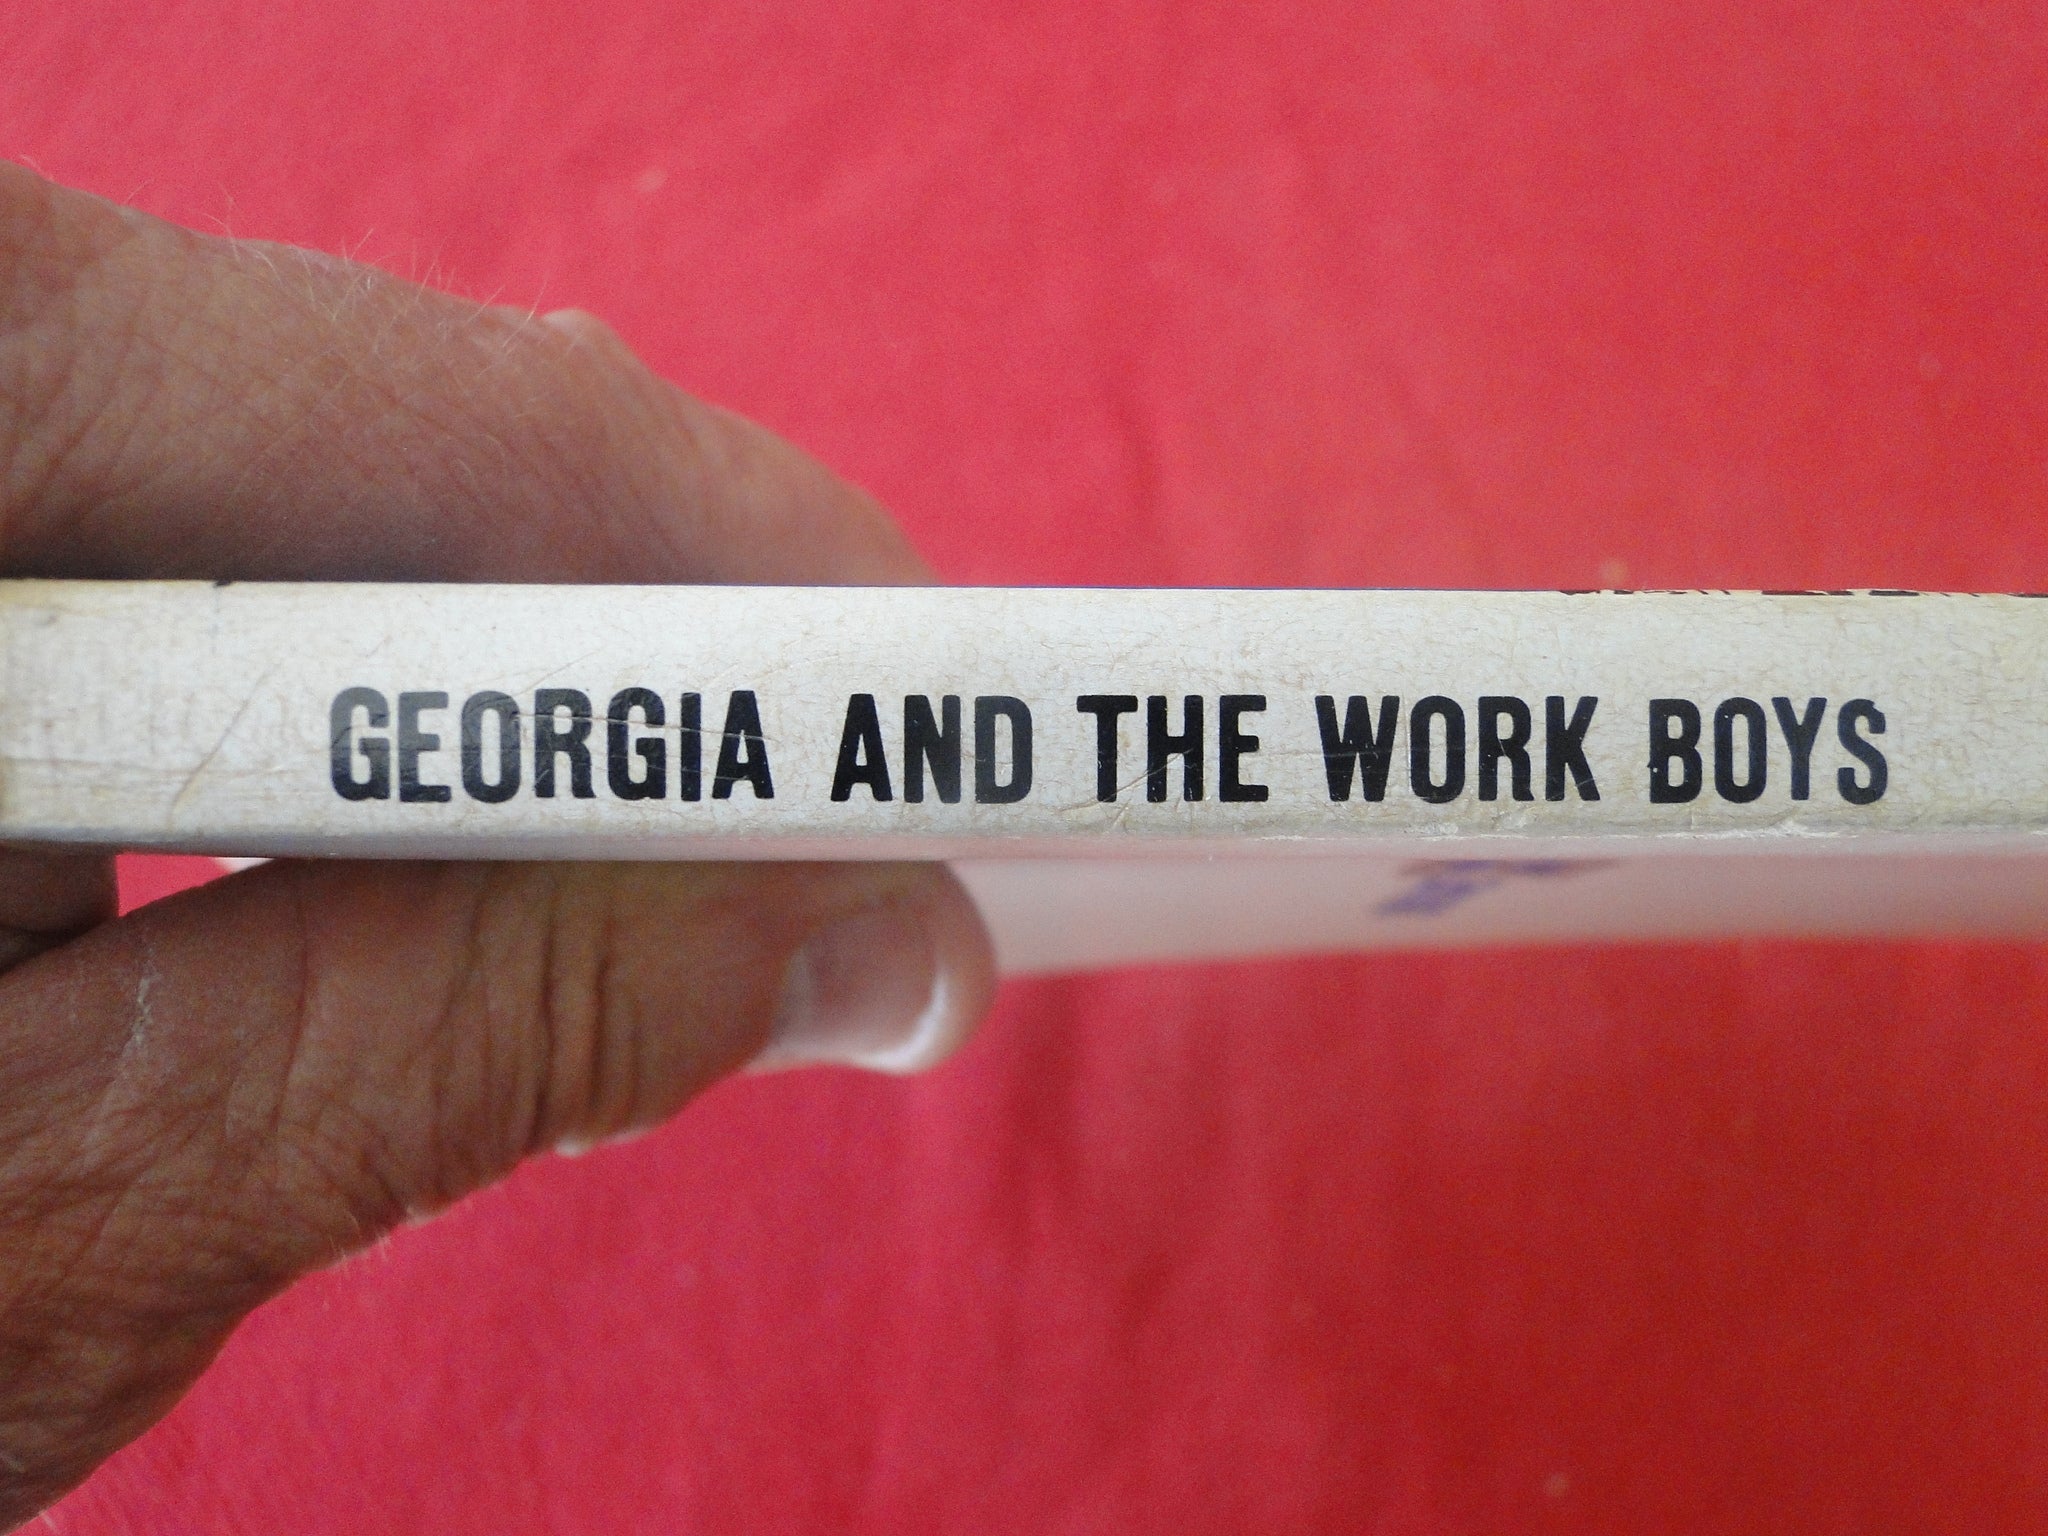 GEORGIA AND THE WORK BOYS